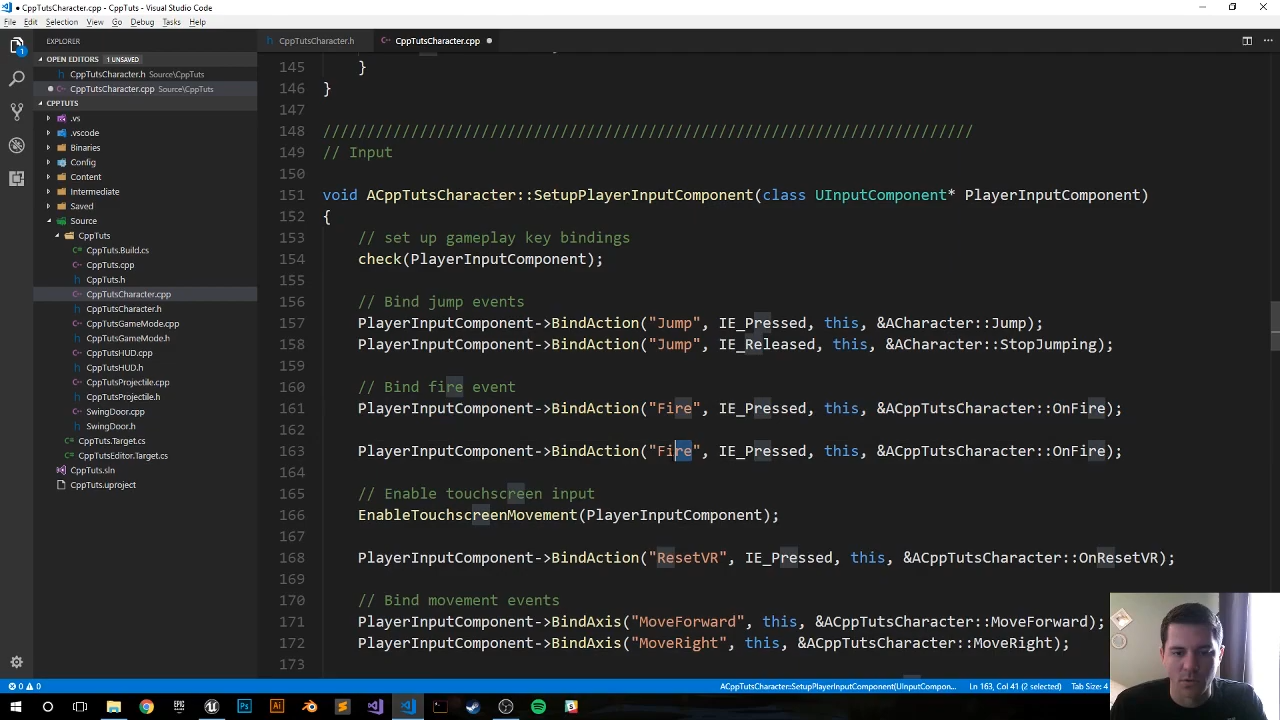 CppTutsCharacter.cpp - CppTuts - Visual Studio Code
File Edit Selection View Go Debug Tasks Help
EXPLORER
CppTutsCharacter.h
CppTutsCharacter.cpp
OPEN EDITORS 1 UNSAVED
CppTutsCharacter.h Source\CppTuts
CppTutsCharacter.cpp Source\CppTuts
CPPTUTS
.vs
.vscode
Binaries
Config
Content
Intermediate
Saved
Source
CppTuts
CppTuts.Build.cs
CppTuts.cpp
CppTuts.h
CppTutsCharacter.cpp
CppTutsCharacter.h
CppTutsGameMode.cpp
CppTutsGameMode.h
CppTutsHUD.cpp
CppTutsHUD.h
CppTutsProjectile.cpp
CppTutsProjectile.h
SwingDoor.cpp
SwingDoor.h
CppTuts.Target.cs
CppTutsEditor.Target.cs
CppTuts.sln
CppTuts.uproject
145 }
146 }
147
148 //////////////////////////////////////////////////////////////////////////
149 // Input
150
151 void ACppTutsCharacter::SetupPlayerInputComponent(class UInputComponent* PlayerInputComponent)
152 {
153 // set up gameplay key bindings
154 check(PlayerInputComponent);
155
156 // Bind jump events
157 PlayerInputComponent->BindAction("Jump", IE_Pressed, this, &ACharacter::Jump);
158 PlayerInputComponent->BindAction("Jump", IE_Released, this, &ACharacter::StopJumping);
159
160 // Bind fire event
161 PlayerInputComponent->BindAction("Fire", IE_Pressed, this, &ACppTutsCharacter::OnFire);
162
163 PlayerInputComponent->BindAction("Fire", IE_Pressed, this, &ACppTutsCharacter::OnFire);
164
165 // Enable touchscreen input
166 EnableTouchscreenMovement(PlayerInputComponent);
167
168 PlayerInputComponent->BindAction("ResetVR", IE_Pressed, this, &ACppTutsCharacter::OnResetVR);
169
170 // Bind movement events
171 PlayerInputComponent->BindAxis("MoveForward", this, &ACppTutsCharacter::MoveForward);
172 PlayerInputComponent->BindAxis("MoveRight", this, &ACppTutsCharacter::MoveRight);
173
0 0 ACppTutsCharacter::SetupPlayerInputComponent(UInputCompon... Ln 163, Col 41 (2 selected) Tab Size: 4